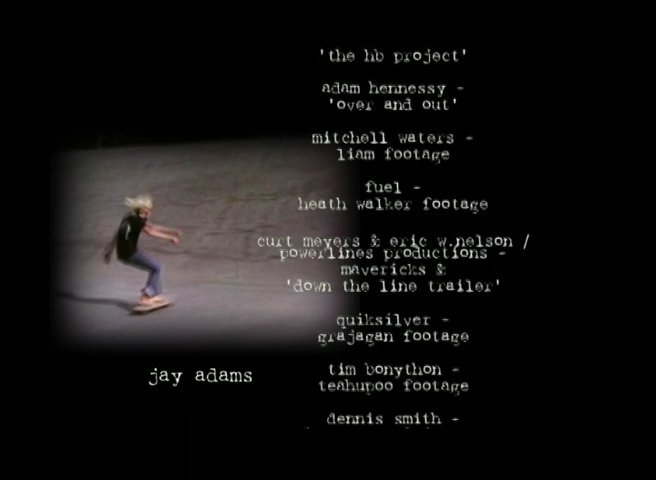 'the hb project'
adam hennessy -
'over and out'
mitchell waters -
liam footage
fuel -
heath walker footage
curt meyers & eric w.nelson /
powerlines productions -
mavericks &
'down the line trailer'
quiksilver -
grajagan footage
tim bonython -
teahupoo footage
dennis smith -
jay adams